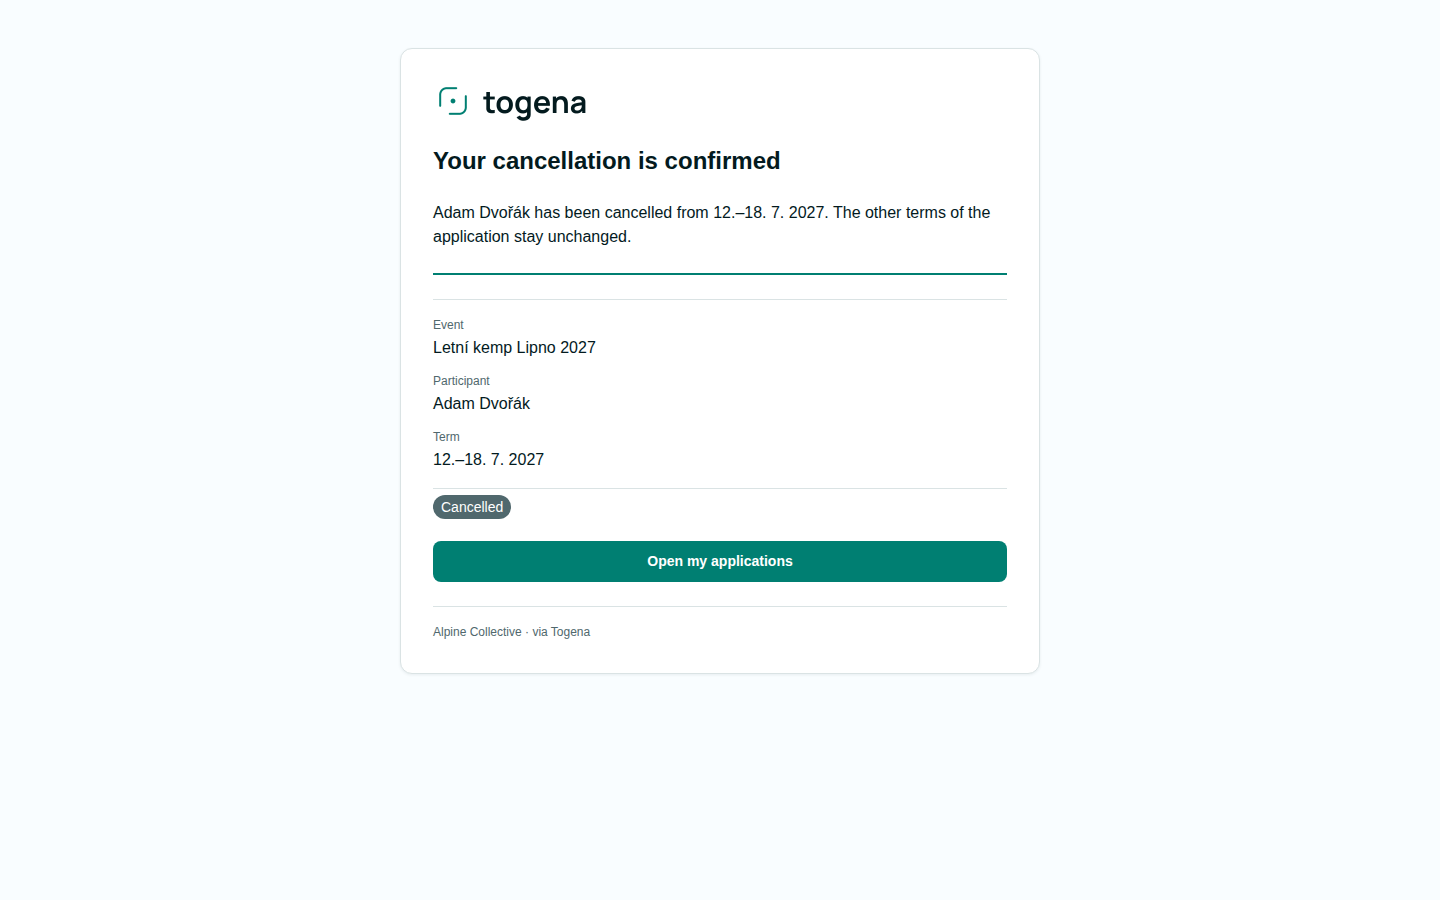 togena
Your cancellation is confirmed
Adam Dvořák has been cancelled from 12.–18. 7. 2027. The other terms of the
application stay unchanged.
Event
Letní kemp Lipno 2027
Participant
Adam Dvořák
Term
12.–18. 7. 2027
Cancelled
Open my applications
Alpine Collective · via Togena